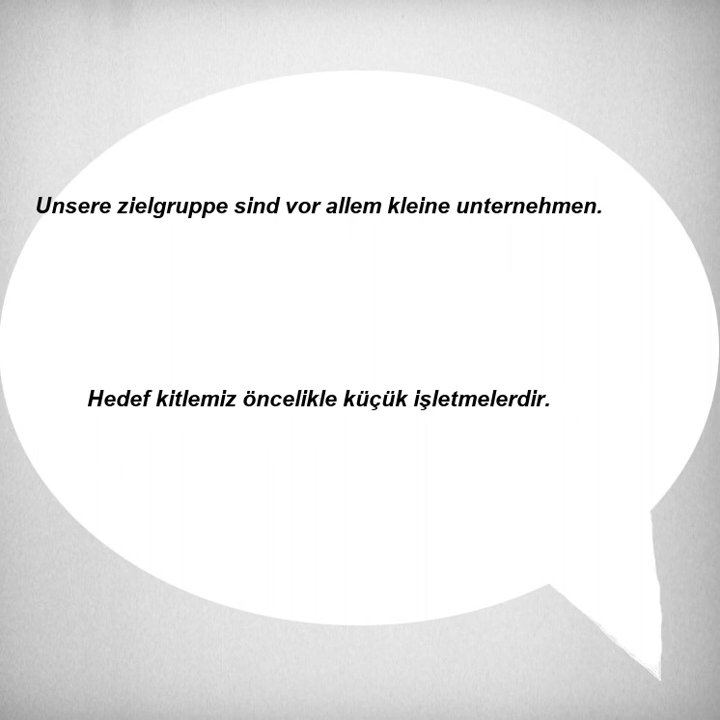 Unsere zielgruppe sind vor allem kleine unternehmen.
Hedef kitlemiz öncelikle küçük işletmelerdir.